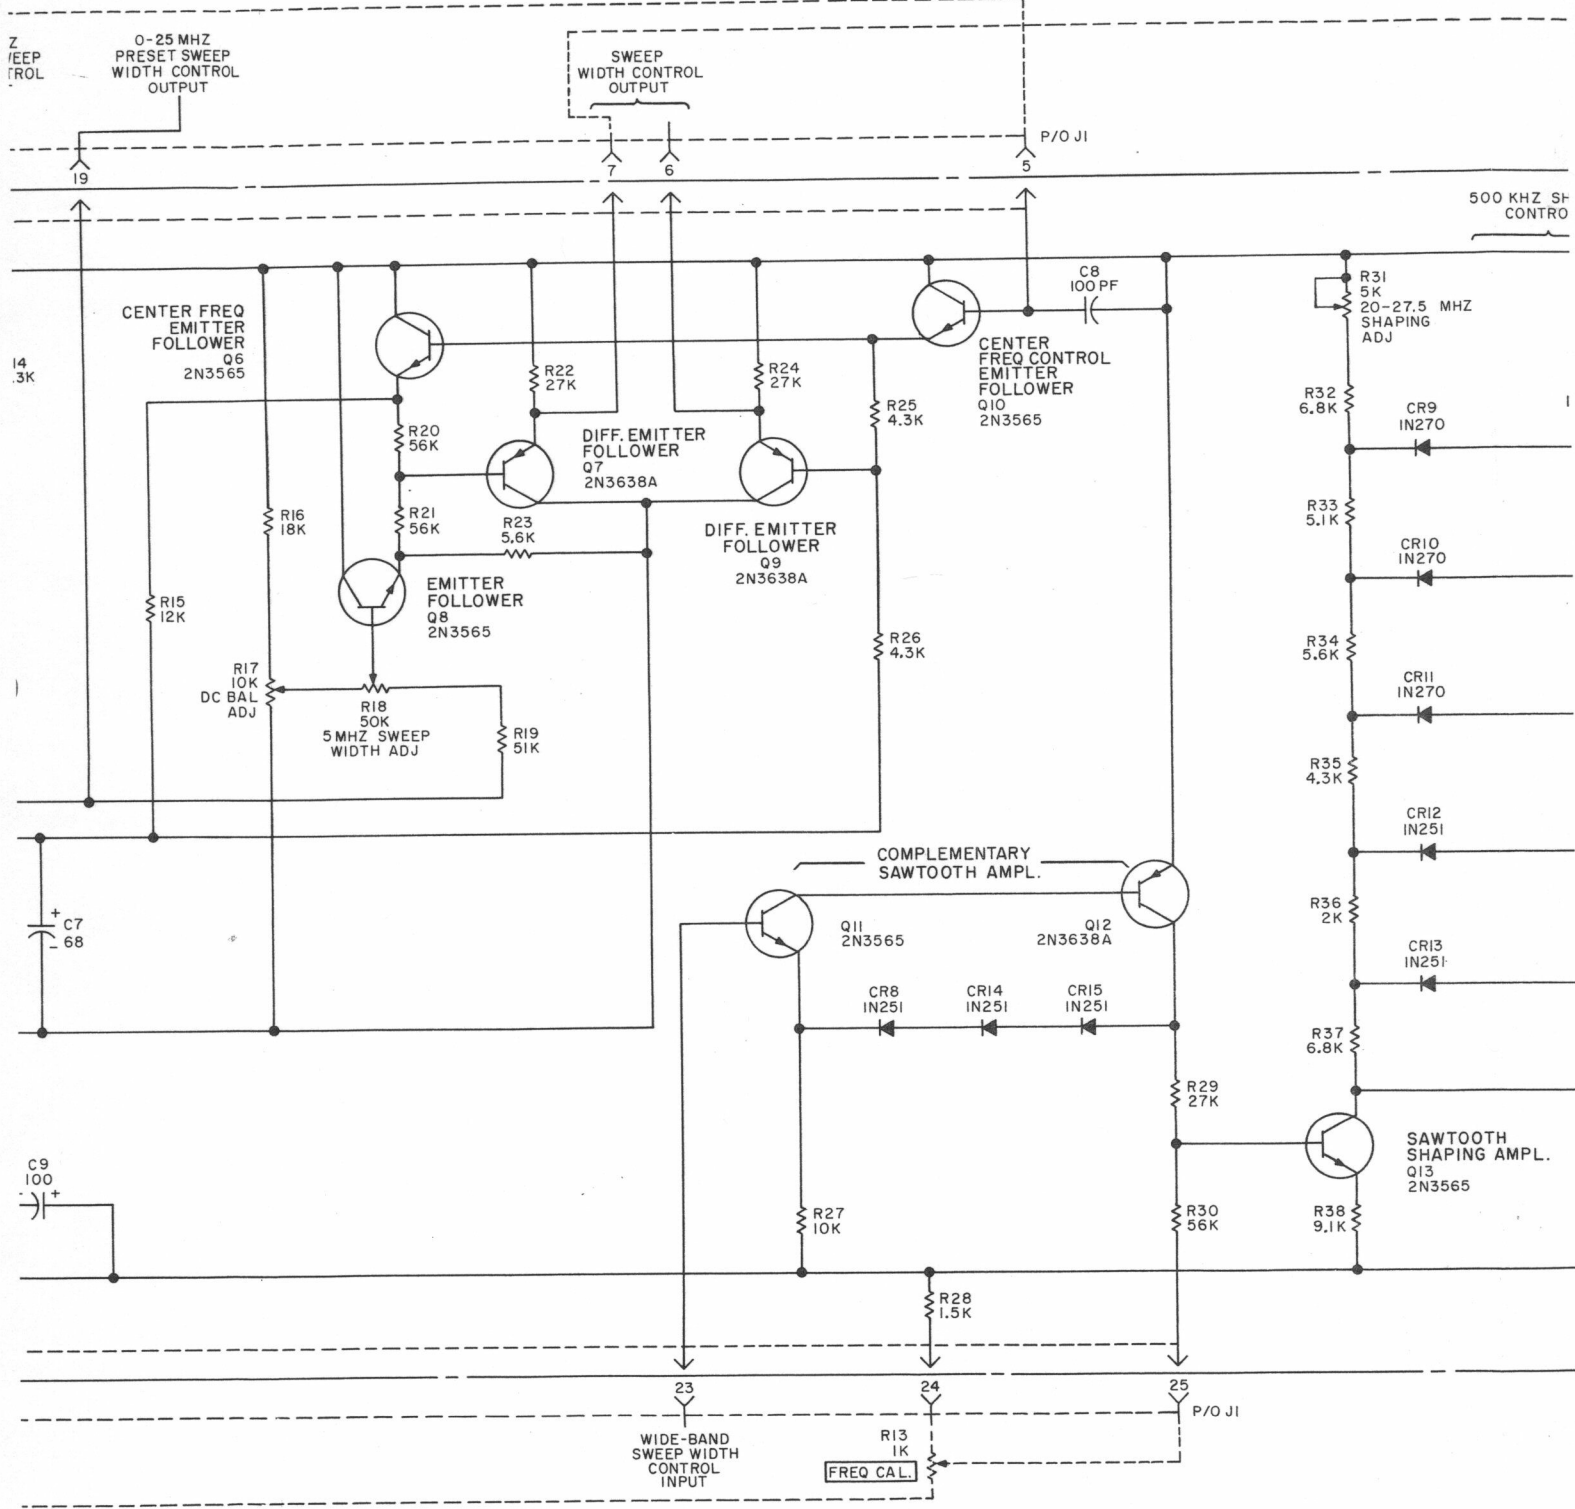 Z
/EEP
TROL
0-25 MHZ
PRESET SWEEP
WIDTH CONTROL
OUTPUT
SWEEP
WIDTH CONTROL
OUTPUT
P/O J1
19
7
6
5
500 KHZ SH
CONTRO
C8
100 PF
R31
5K
20-27.5 MHZ
SHAPING
ADJ
CENTER FREQ
EMITTER
FOLLOWER
Q6
2N3565
14
.3K
CENTER
FREQ CONTROL
EMITTER
FOLLOWER
Q10
2N3565
R22
27K
R24
27K
R25
4.3K
R32
6.8K
CR9
1N270
R20
56K
DIFF. EMITTER
FOLLOWER
Q7
2N3638A
R21
56K
R23
5.6K
R16
18K
DIFF. EMITTER
FOLLOWER
Q9
2N3638A
R33
5.1K
CR10
1N270
EMITTER
FOLLOWER
Q8
2N3565
R15
12K
R26
4.3K
R34
5.6K
R17
10K
DC BAL
ADJ
R18
50K
5 MHZ SWEEP
WIDTH ADJ
R19
51K
CR11
1N270
R35
4.3K
CR12
1N251
COMPLEMENTARY
SAWTOOTH AMPL.
+
C7
-
68
Q11
2N3565
Q12
2N3638A
R36
2K
CR13
1N251
CR8
1N251
CR14
1N251
CR15
1N251
R37
6.8K
R29
27K
SAWTOOTH
SHAPING AMPL.
Q13
2N3565
C9
100
- +
R27
10K
R30
56K
R38
9.1K
R28
1.5K
23
24
25
P/O J1
WIDE-BAND
SWEEP WIDTH
CONTROL
INPUT
R13
1K
FREQ CAL.